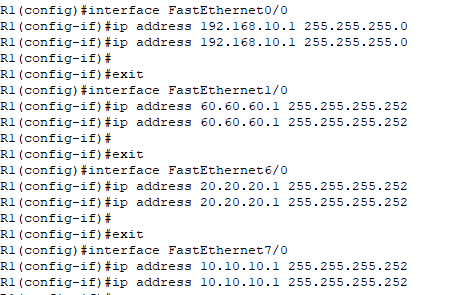 R1(config)#interface FastEthernet0/0
R1(config-if)#ip address 192.168.10.1 255.255.255.0
R1(config-if)#ip address 192.168.10.1 255.255.255.0
R1(config-if)#
R1(config-if)#exit
R1(config)#interface FastEthernet1/0
R1(config-if)#ip address 60.60.60.1 255.255.255.252
R1(config-if)#ip address 60.60.60.1 255.255.255.252
R1(config-if)#
R1(config-if)#exit
R1(config)#interface FastEthernet6/0
R1(config-if)#ip address 20.20.20.1 255.255.255.252
R1(config-if)#ip address 20.20.20.1 255.255.255.252
R1(config-if)#
R1(config-if)#exit
R1(config)#interface FastEthernet7/0
R1(config-if)#ip address 10.10.10.1 255.255.255.252
R1(config-if)#ip address 10.10.10.1 255.255.255.252